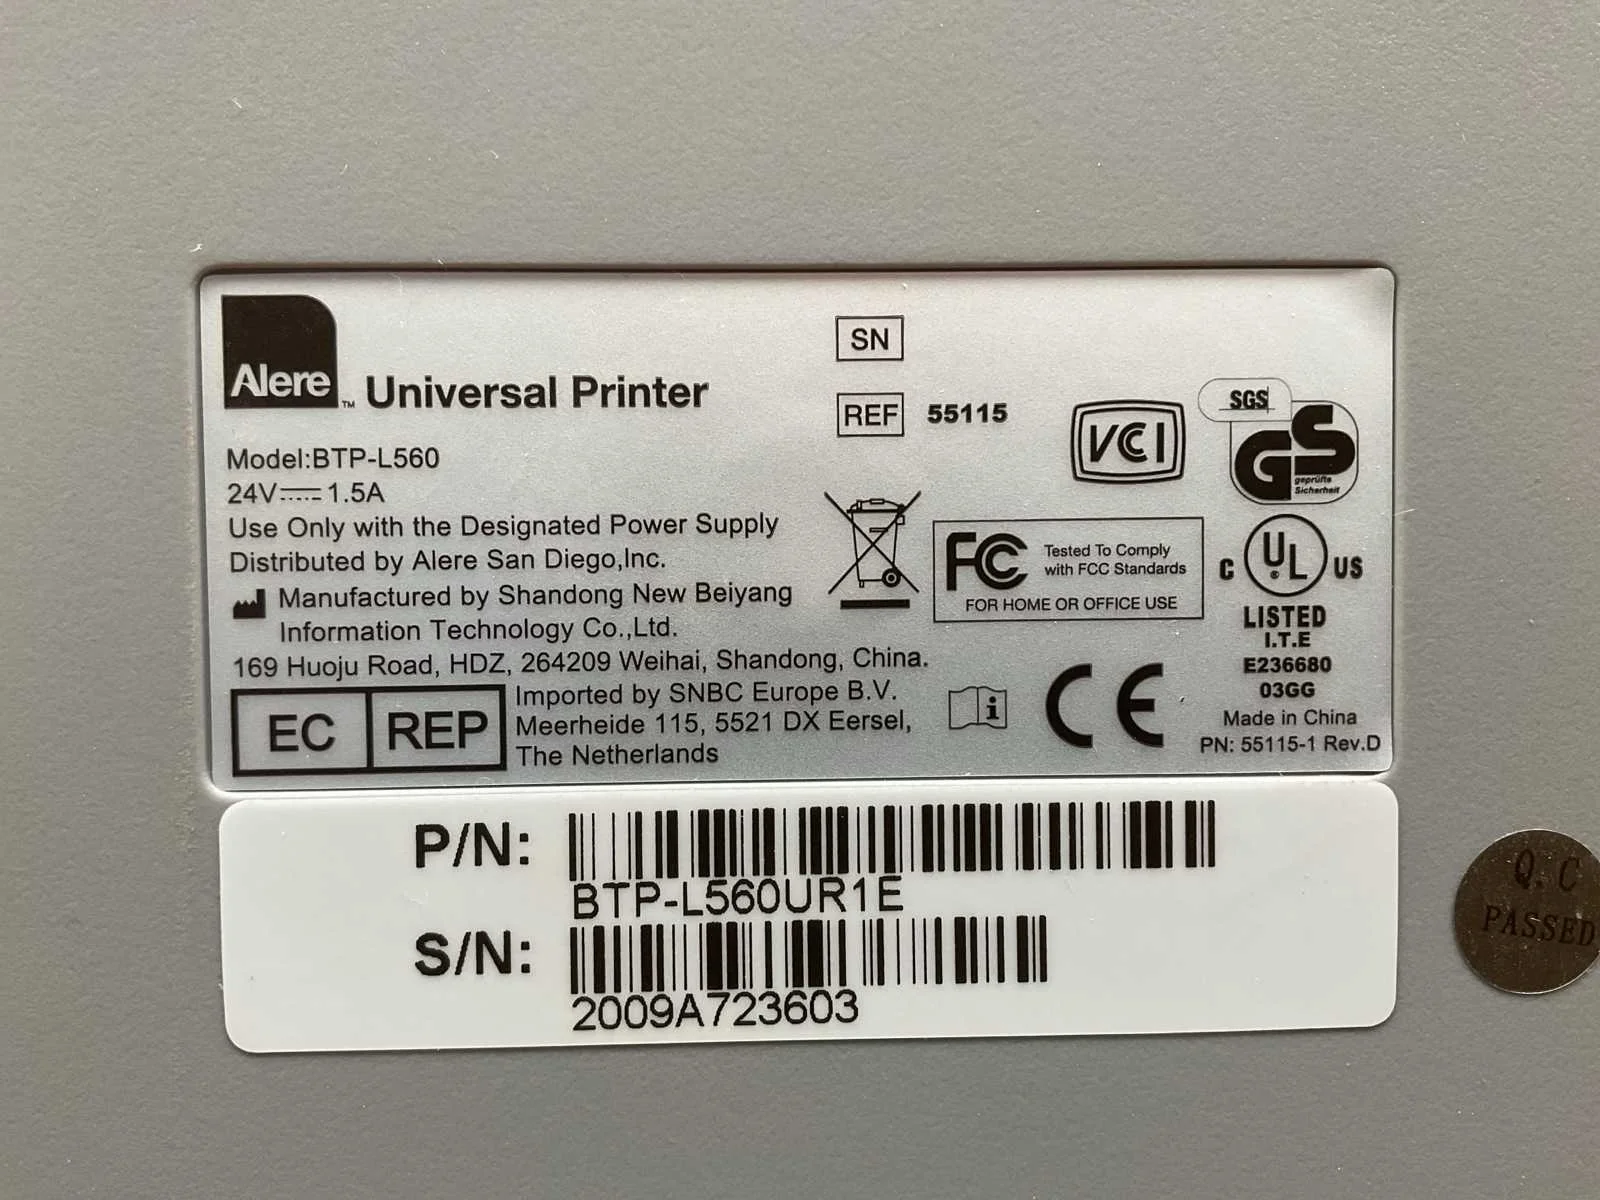 Alere™ Universal Printer
Model:BTP-L560
24V 1.5A
Use Only with the Designated Power Supply
Distributed by Alere San Diego,Inc.
Manufactured by Shandong New Beiyang
Information Technology Co.,Ltd.
169 Huoju Road, HDZ, 264209 Weihai, Shandong, China.
EC REP
Imported by SNBC Europe B.V.
Meerheide 115, 5521 DX Eersel,
The Netherlands
SN
REF 55115
VCCI
SGS
GS
geprüfte
Sicherheit
FC
Tested To Comply
with FCC Standards
FOR HOME OR OFFICE USE
C UL® US
LISTED
I.T.E
E236680
03GG
i
CE
Made in China
PN: 55115-1 Rev.D
P/N:
BTP-L560UR1E
S/N:
2009A723603
Q.C
PASSED